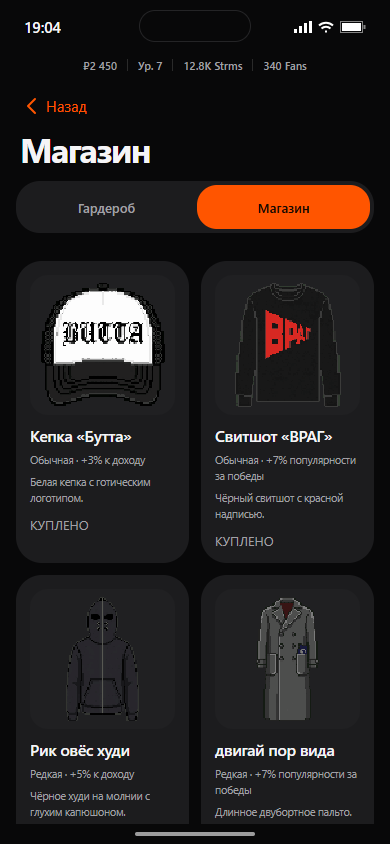 19:04
₽2 450
Ур. 7
12.8K Strms
340 Fans
Назад
Магазин
Гардероб
Магазин
BUTTA
ВРАГ
Кепка «Бутта»
Обычная · +3% к доходу
Белая кепка с готическим
логотипом.
КУПЛЕНО
Свитшот «ВРАГ»
Обычная · +7% популярности
за победы
Чёрный свитшот с красной
надписью.
КУПЛЕНО
Рик овёс худи
Редкая · +5% к доходу
Чёрное худи на молнии с
глухим капюшоном.
двигай пор вида
Редкая · +7% популярности за
победы
Длинное двубортное пальто.